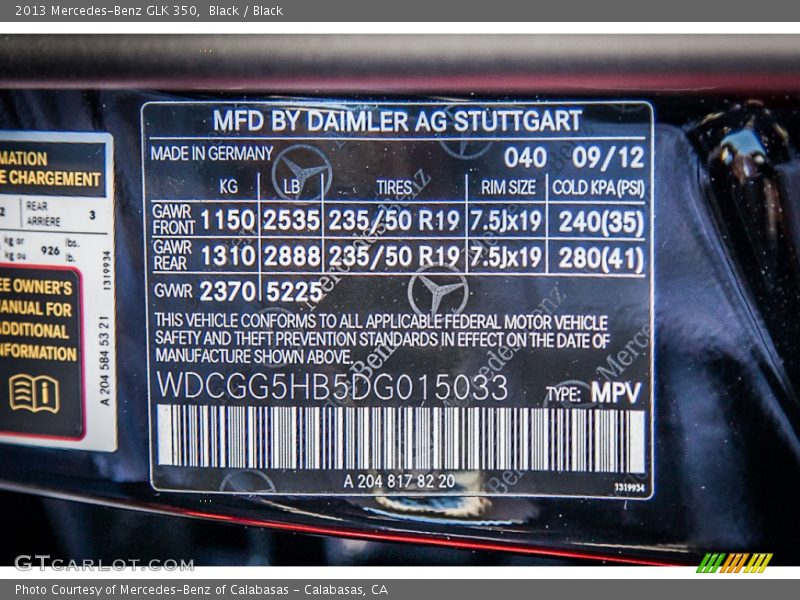 2013 Mercedes-Benz GLK 350, Black / Black
MATION
E CHARGEMENT
2 REAR ARRIERE 3
kg or kg ou 926 lbs. lb.
EE OWNER'S
ANUAL FOR
ADDITIONAL
NFORMATION
1319934
A 204 584 53 21
MFD BY DAIMLER AG STUTTGART
MADE IN GERMANY 040 09/12
KG LB TIRES RIM SIZE COLD KPA(PSI)
GAWR FRONT 1150 2535 235/50 R19 7.5Jx19 240(35)
GAWR REAR 1310 2888 235/50 R19 7.5Jx19 280(41)
GVWR 2370 5225
THIS VEHICLE CONFORMS TO ALL APPLICABLE FEDERAL MOTOR VEHICLE
SAFETY AND THEFT PREVENTION STANDARDS IN EFFECT ON THE DATE OF
MANUFACTURE SHOWN ABOVE.
WDCGG5HB5DG015033 TYPE: MPV
A 204 817 82 20
1319934
GTCARLOT.COM
Photo Courtesy of Mercedes-Benz of Calabasas - Calabasas, CA